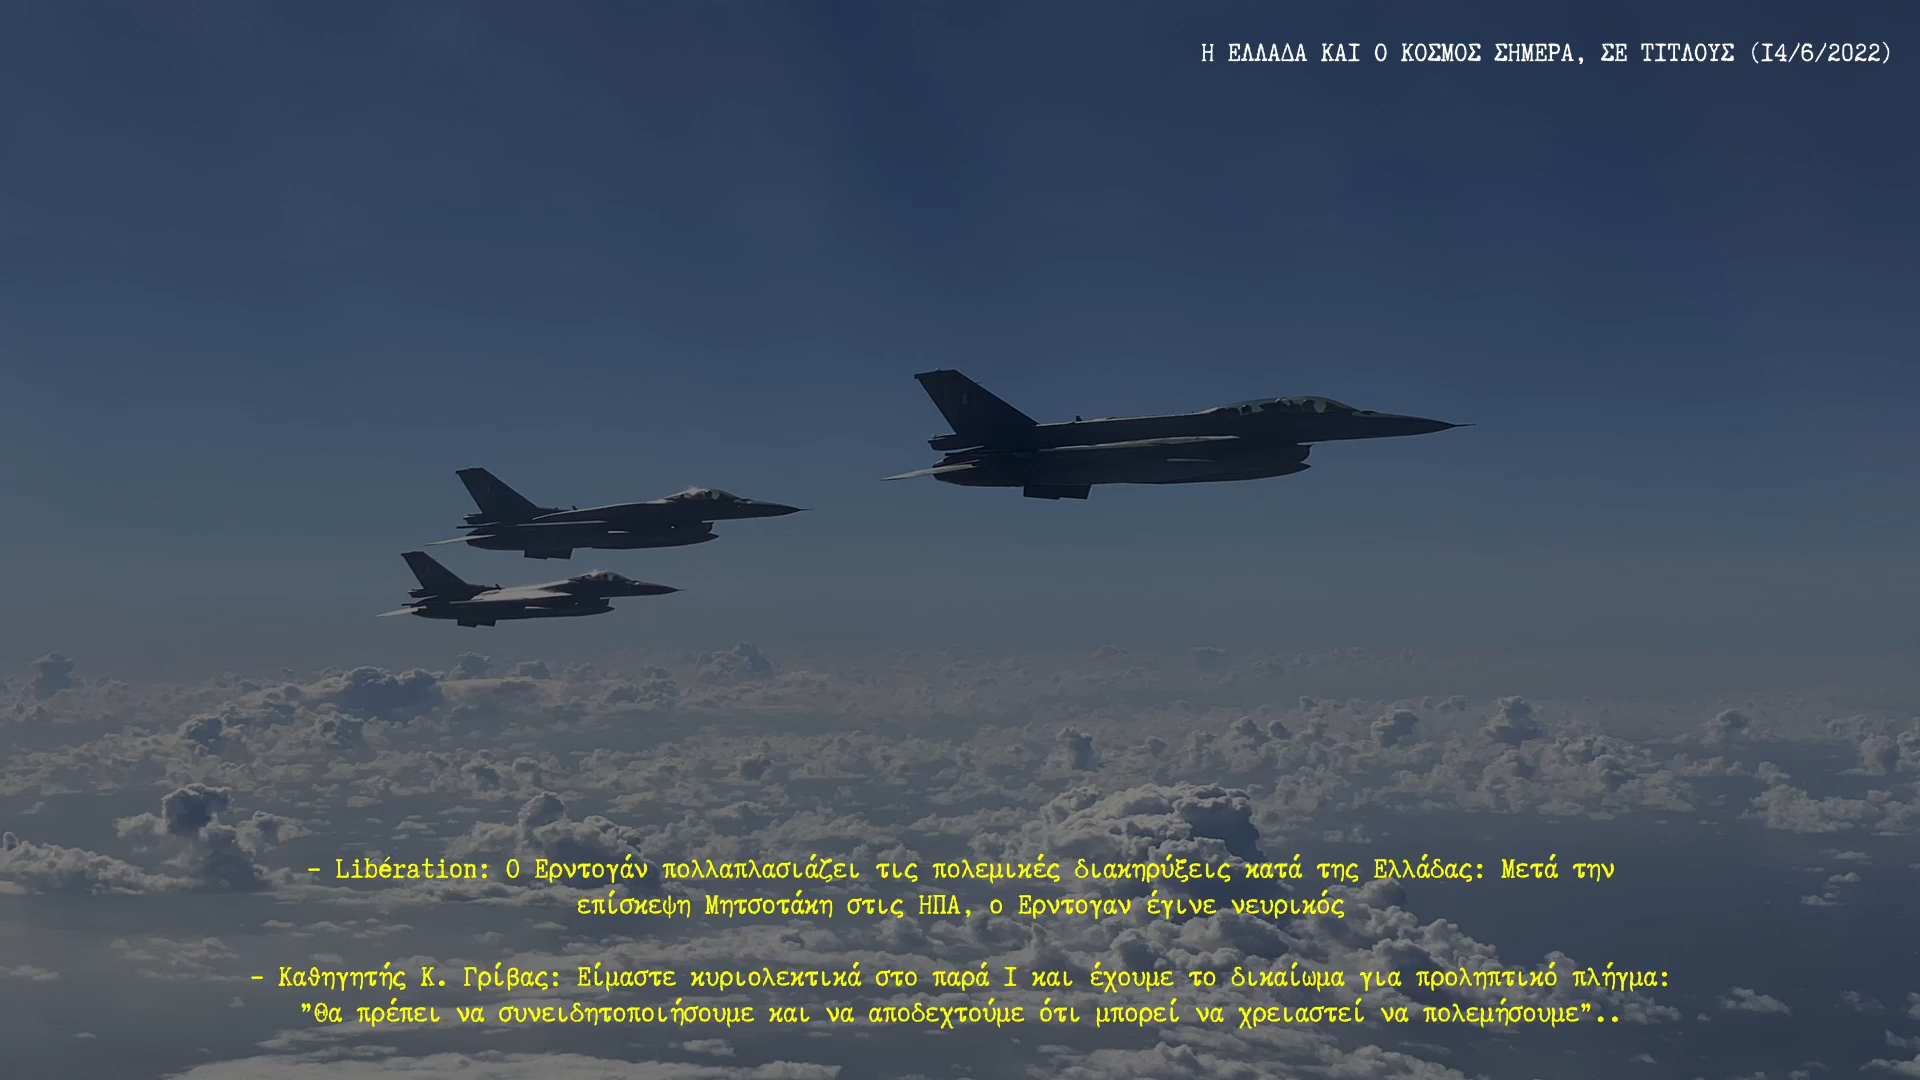 Η ΕΛΛΑΔΑ ΚΑΙ Ο ΚΟΣΜΟΣ ΣΗΜΕΡΑ, ΣΕ ΤΙΤΛΟΥΣ (14/6/2022)
- Libération: Ο Ερντογάν πολλαπλασιάζει τις πολεμικές διακηρύξεις κατά της Ελλάδας: Μετά την
επίσκεψη Μητσοτάκη στις ΗΠΑ, ο Ερντογαν έγινε νευρικός
- Καθηγητής Κ. Γρίβας: Είμαστε κυριολεκτικά στο παρά 1 και έχουμε το δικαίωμα για προληπτικό πλήγμα:
"Θα πρέπει να συνειδητοποιήσουμε και να αποδεχτούμε ότι μπορεί να χρειαστεί να πολεμήσουμε"..